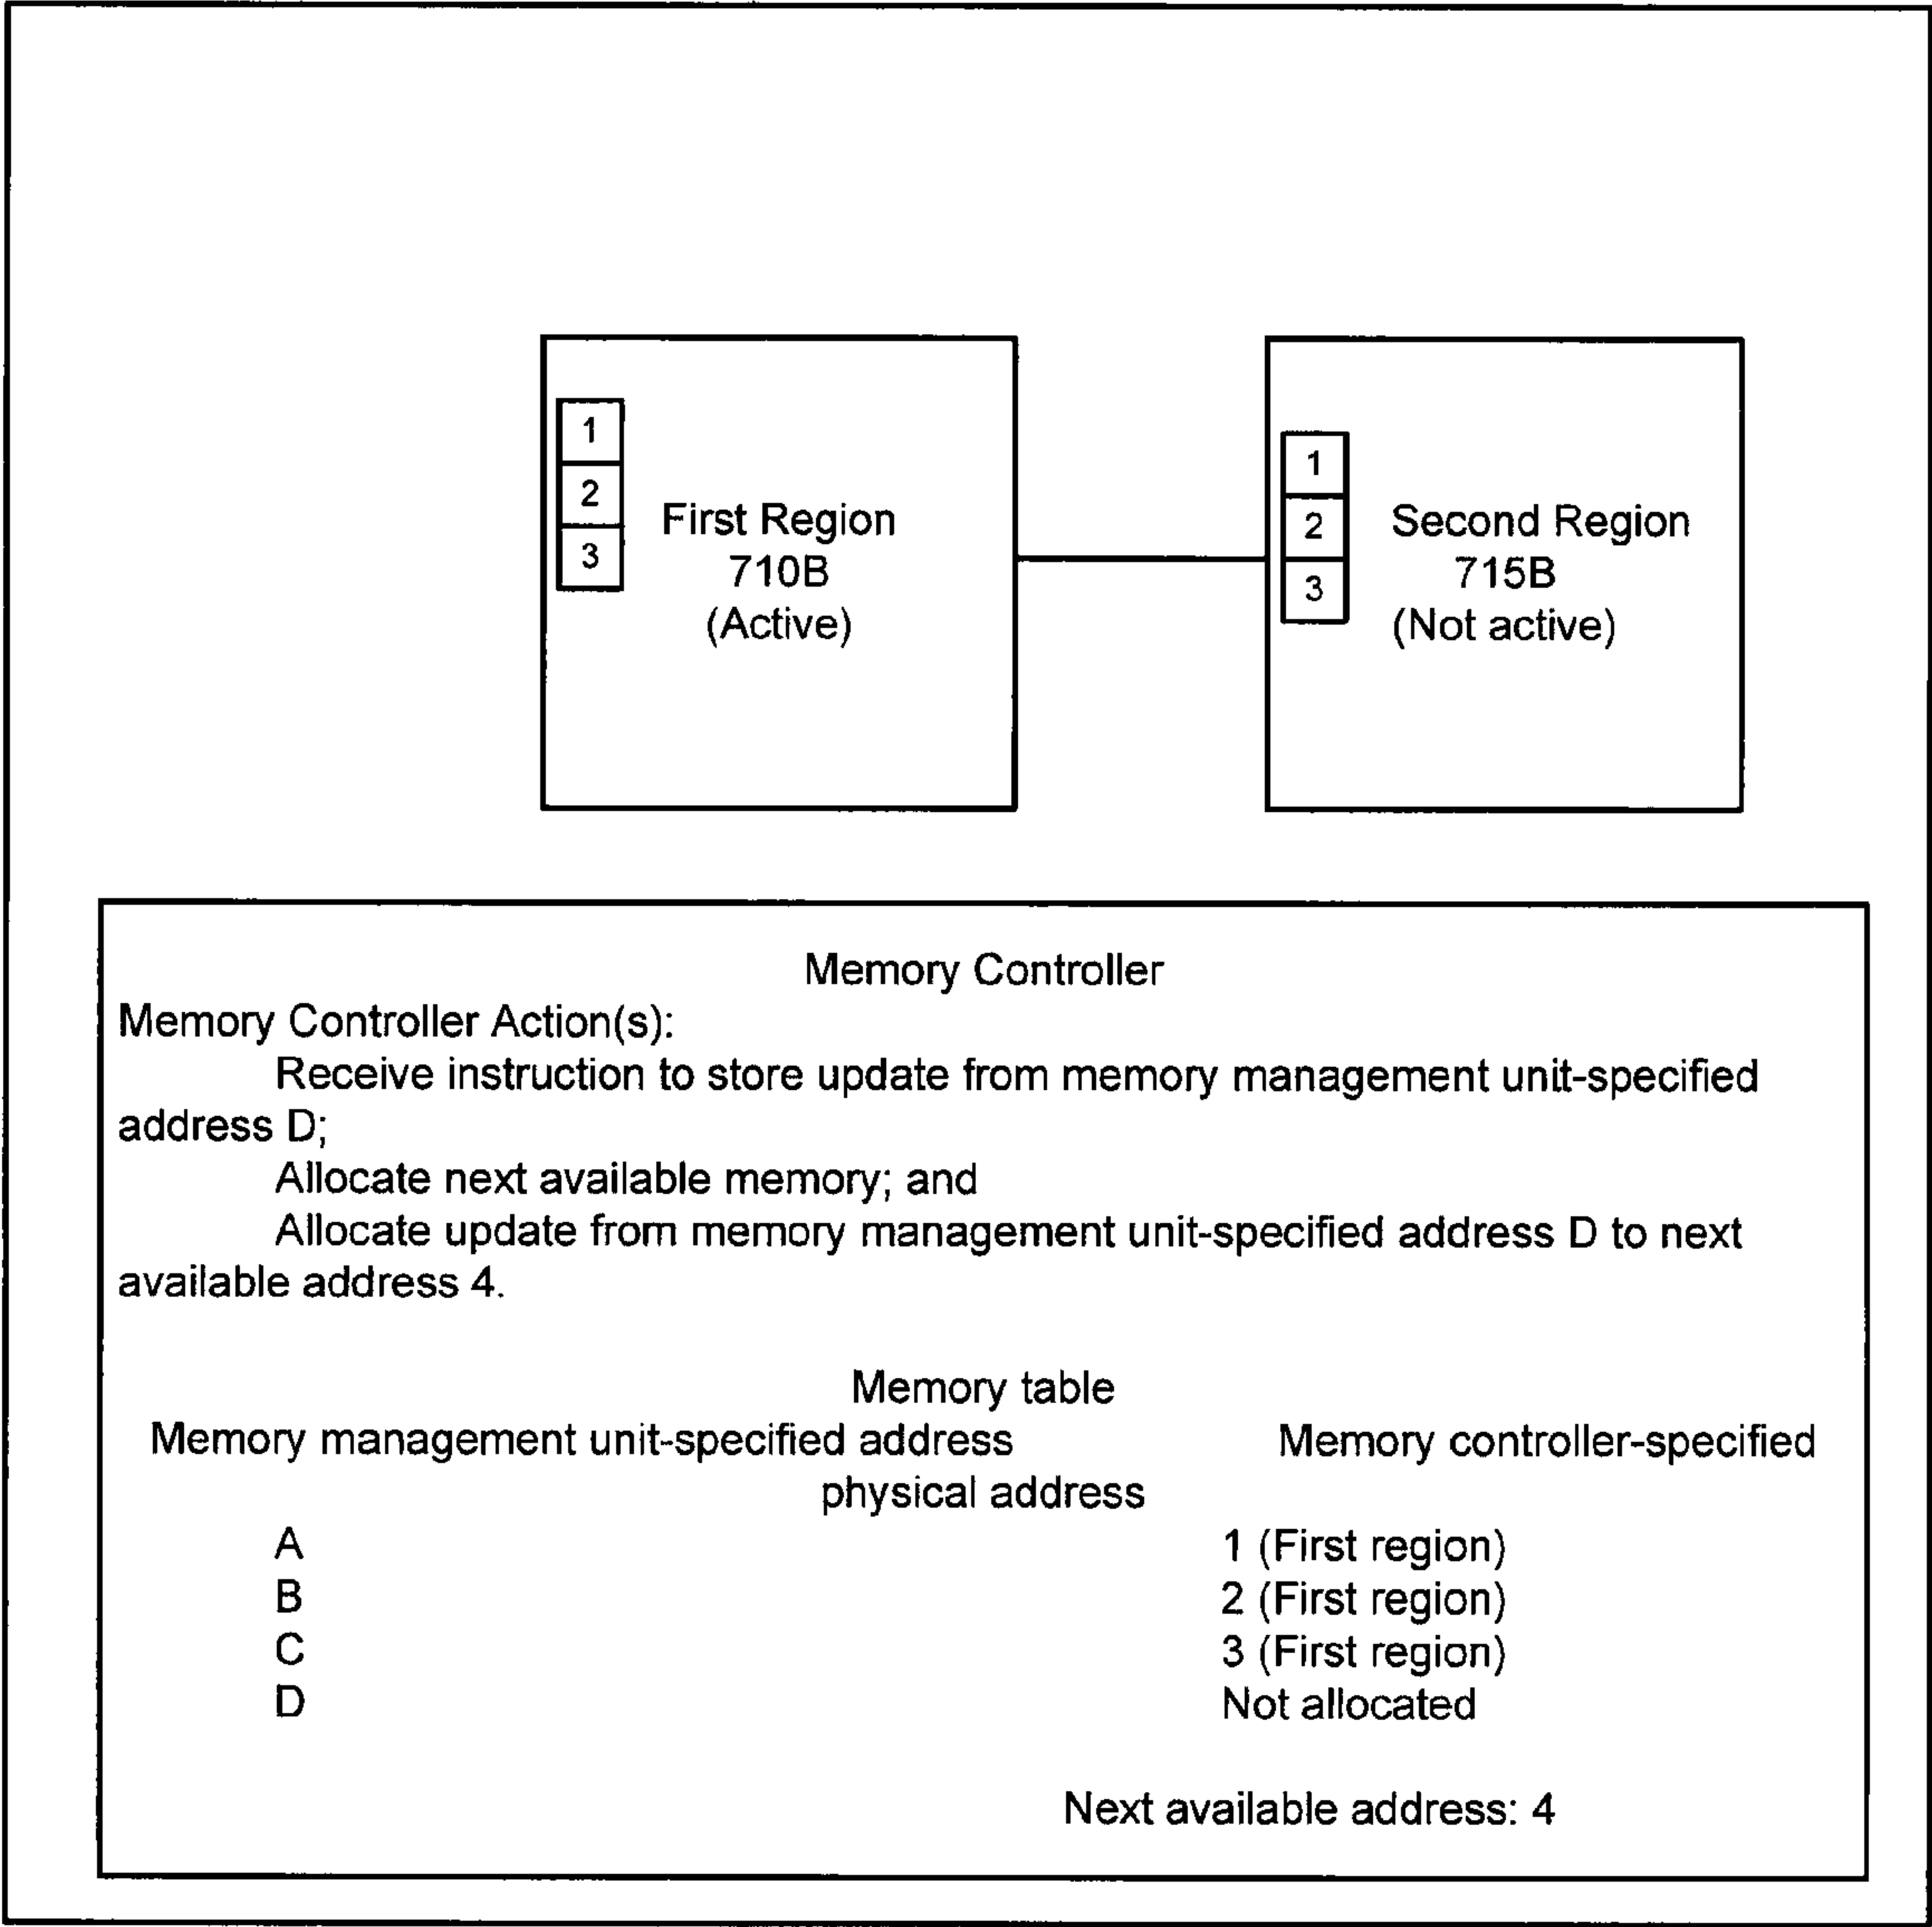 1
2
3
First Region
710B
(Active)
1
2
3
Second Region
715B
(Not active)
Memory Controller
Memory Controller Action(s):
Receive instruction to store update from memory management unit-specified
address D;
Allocate next available memory; and
Allocate update from memory management unit-specified address D to next
available address 4.
Memory table
Memory management unit-specified address Memory controller-specified
physical address
A 1 (First region)
B 2 (First region)
C 3 (First region)
D Not allocated
Next available address: 4